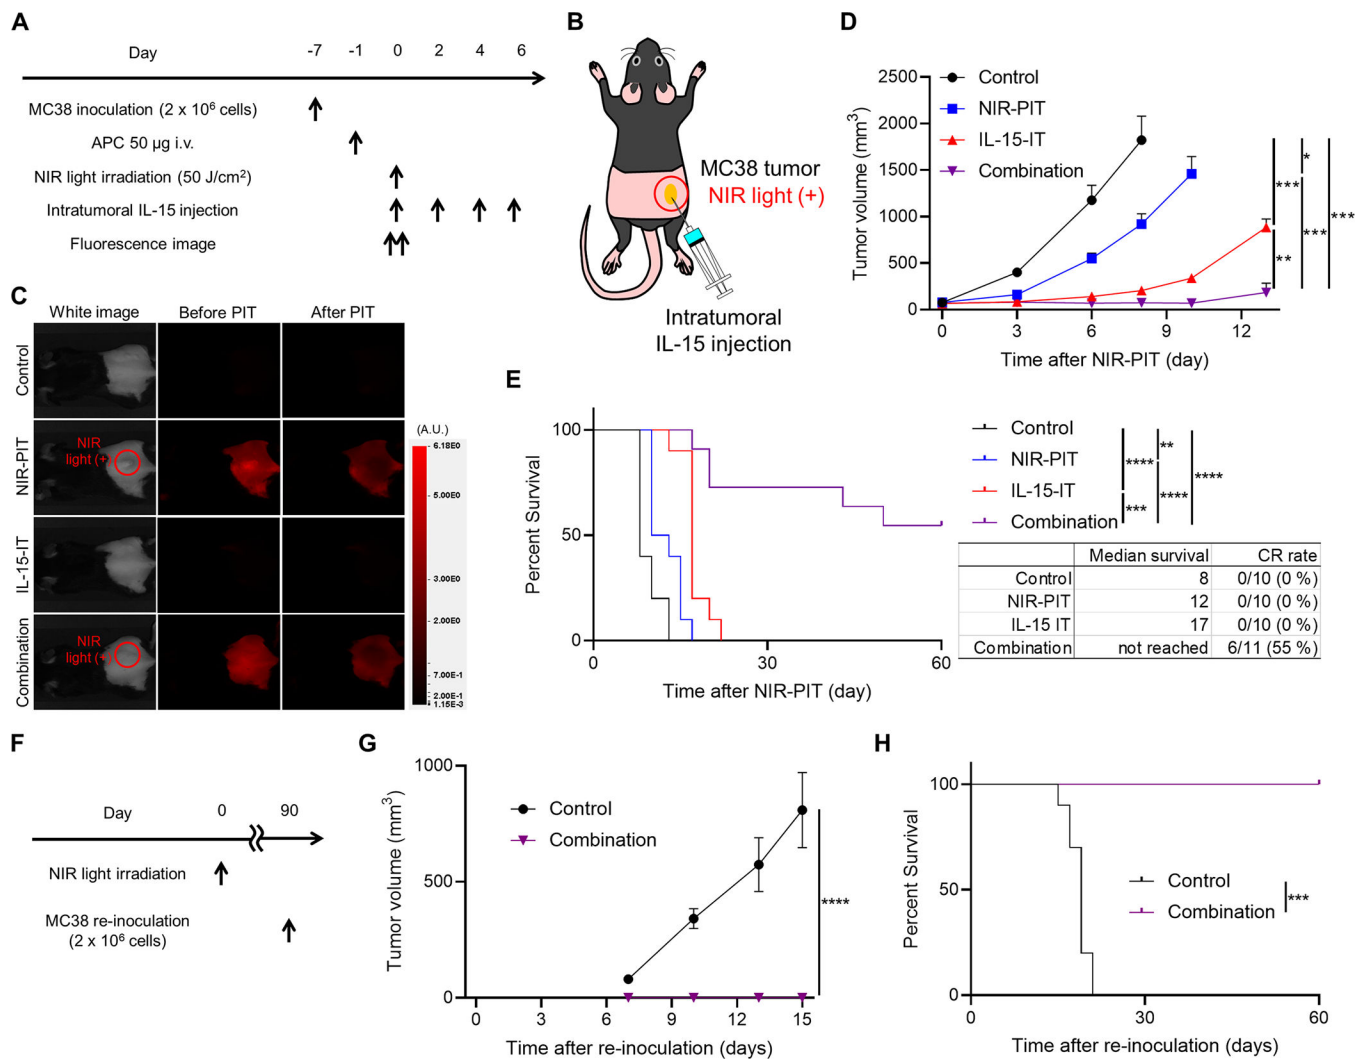 A
Day -7 -1 0 2 4 6
MC38 inoculation (2 x 10⁶ cells)
APC 50 µg i.v.
NIR light irradiation (50 J/cm²)
Intratumoral IL-15 injection
Fluorescence image
B
MC38 tumor
NIR light (+)
Intratumoral
IL-15 injection
C
White image Before PIT After PIT
Control
NIR-PIT
NIR
light (+)
IL-15-IT
Combination
NIR
light (+)
(A.U.)
6.18E0
5.00E0
3.00E0
2.00E0
7.00E-1
2.00E-1
1.15E-3
D
Tumor volume (mm³)
2500
2000
1500
1000
500
0
0 3 6 9 12
Time after NIR-PIT (day)
Control
NIR-PIT
IL-15-IT
Combination
*
***
***
***
**
E
Percent Survival
100
50
0
0 30 60
Time after NIR-PIT (day)
Control
NIR-PIT
IL-15-IT
Combination
**
****
****
****
***
Median survival CR rate
Control 8 0/10 (0 %)
NIR-PIT 12 0/10 (0 %)
IL-15 IT 17 0/10 (0 %)
Combination not reached 6/11 (55 %)
F
Day 0 90
NIR light irradiation
MC38 re-inoculation
(2 x 10⁶ cells)
G
Tumor volume (mm³)
1000
500
0
0 3 6 9 12 15
Time after re-inoculation (days)
Control
Combination
****
H
Percent Survival
100
50
0
0 30 60
Time after re-inoculation (days)
Control
Combination
***